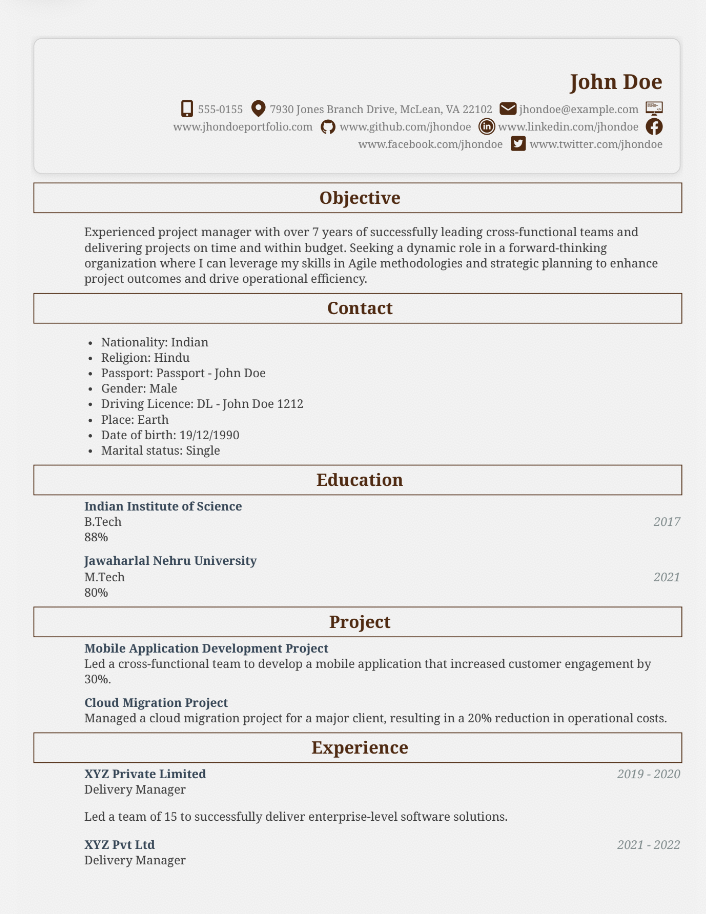 John Doe
555-0155 7930 Jones Branch Drive, McLean, VA 22102 jhondoe@example.com
www.jhondoeportfolio.com www.github.com/jhondoe www.linkedin.com/jhondoe
www.facebook.com/jhondoe www.twitter.com/jhondoe
Objective
Experienced project manager with over 7 years of successfully leading cross-functional teams and
delivering projects on time and within budget. Seeking a dynamic role in a forward-thinking
organization where I can leverage my skills in Agile methodologies and strategic planning to enhance
project outcomes and drive operational efficiency.
Contact
• Nationality: Indian
• Religion: Hindu
• Passport: Passport - John Doe
• Gender: Male
• Driving Licence: DL - John Doe 1212
• Place: Earth
• Date of birth: 19/12/1990
• Marital status: Single
Education
Indian Institute of Science
B.Tech 2017
88%
Jawaharlal Nehru University
M.Tech 2021
80%
Project
Mobile Application Development Project
Led a cross-functional team to develop a mobile application that increased customer engagement by
30%.
Cloud Migration Project
Managed a cloud migration project for a major client, resulting in a 20% reduction in operational costs.
Experience
XYZ Private Limited 2019 - 2020
Delivery Manager
Led a team of 15 to successfully deliver enterprise-level software solutions.
XYZ Pvt Ltd 2021 - 2022
Delivery Manager